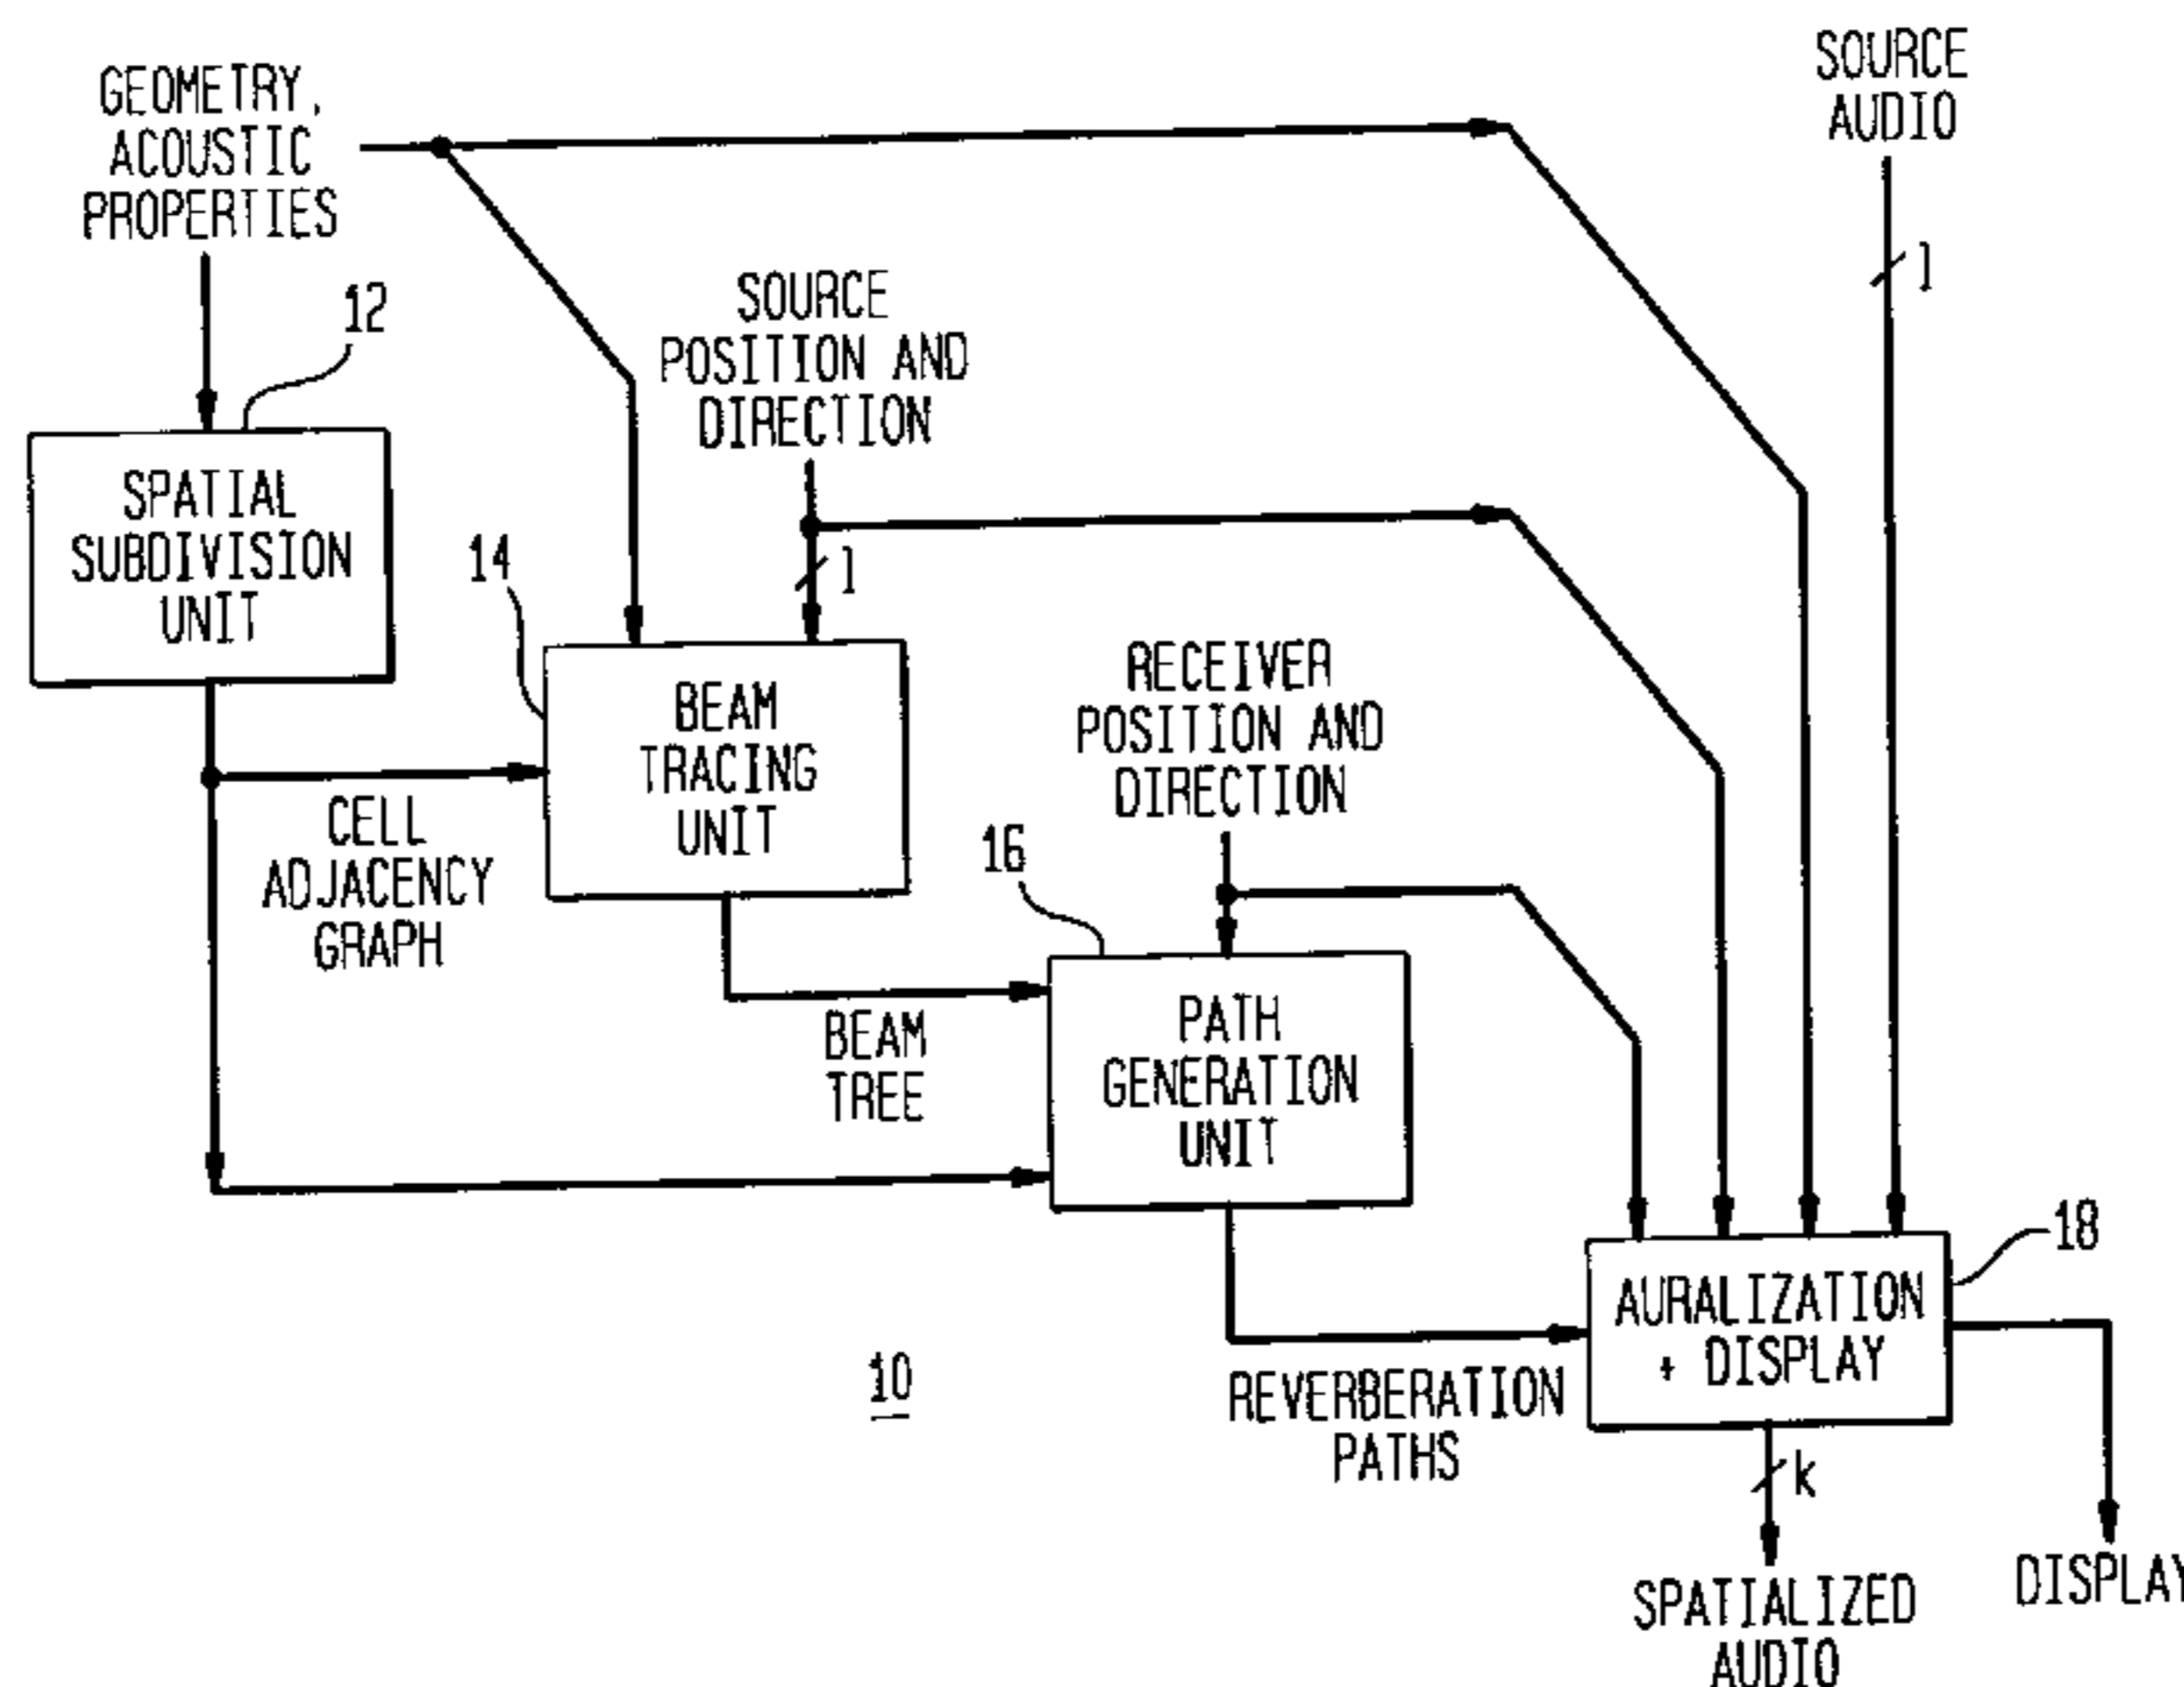 GEOMETRY,
ACOUSTIC
PROPERTIES
SOURCE
AUDIO
l
12
SOURCE
POSITION AND
DIRECTION
l
SPATIAL
SUBDIVISION
UNIT
14
BEAM
TRACING
UNIT
RECEIVER
POSITION AND
DIRECTION
CELL
ADJACENCY
GRAPH
16
BEAM
TREE
PATH
GENERATION
UNIT
18
AURALIZATION
+ DISPLAY
10
REVERBERATION
PATHS
k
SPATIALIZED
AUDIO
DISPLAY